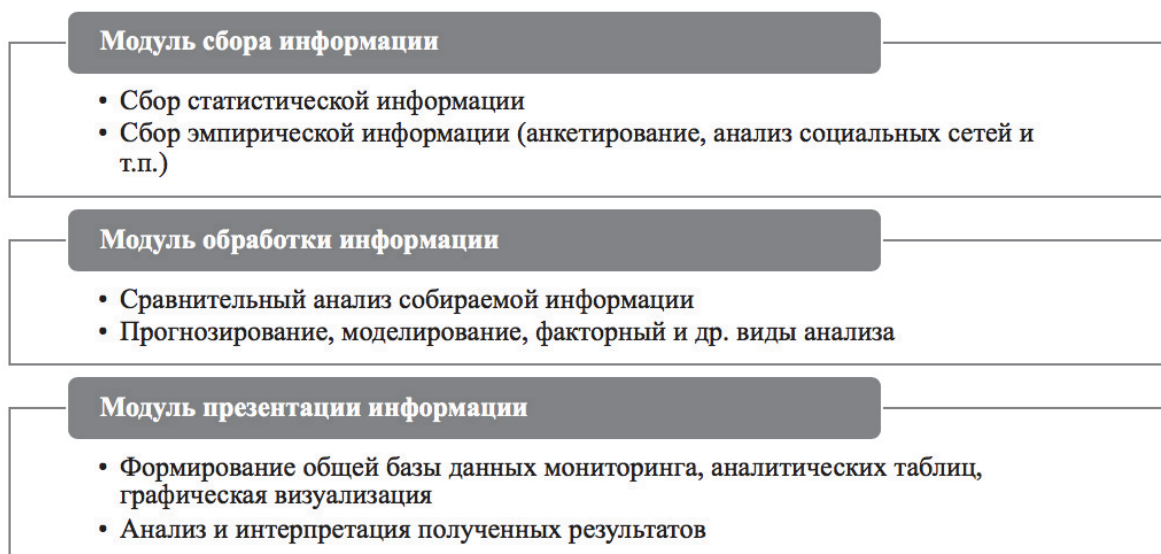 Модуль сбора информации
• Сбор статистической информации
• Сбор эмпирической информации (анкетирование, анализ социальных сетей и
т.п.)
Модуль обработки информации
• Сравнительный анализ собираемой информации
• Прогнозирование, моделирование, факторный и др. виды анализа
Модуль презентации информации
• Формирование общей базы данных мониторинга, аналитических таблиц,
графическая визуализация
• Анализ и интерпретация полученных результатов